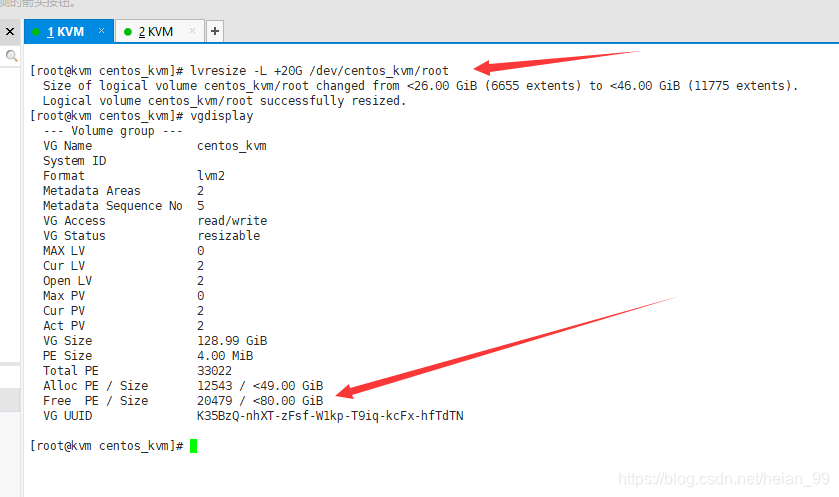 侧的箭头按钮。
1 KVM × 2 KVM × +
[root@kvm centos_kvm]# lvresize -L +20G /dev/centos_kvm/root
Size of logical volume centos_kvm/root changed from <26.00 GiB (6655 extents) to <46.00 GiB (11775 extents).
Logical volume centos_kvm/root successfully resized.
[root@kvm centos_kvm]# vgdisplay
--- Volume group ---
VG Name centos_kvm
System ID
Format lvm2
Metadata Areas 2
Metadata Sequence No 5
VG Access read/write
VG Status resizable
MAX LV 0
Cur LV 2
Open LV 2
Max PV 0
Cur PV 2
Act PV 2
VG Size 128.99 GiB
PE Size 4.00 MiB
Total PE 33022
Alloc PE / Size 12543 / <49.00 GiB
Free PE / Size 20479 / <80.00 GiB
VG UUID K35BzQ-nhXT-zFsf-W1kp-T9iq-kcFx-hfTdTN
[root@kvm centos_kvm]#
https://blog.csdn.net/heian_99